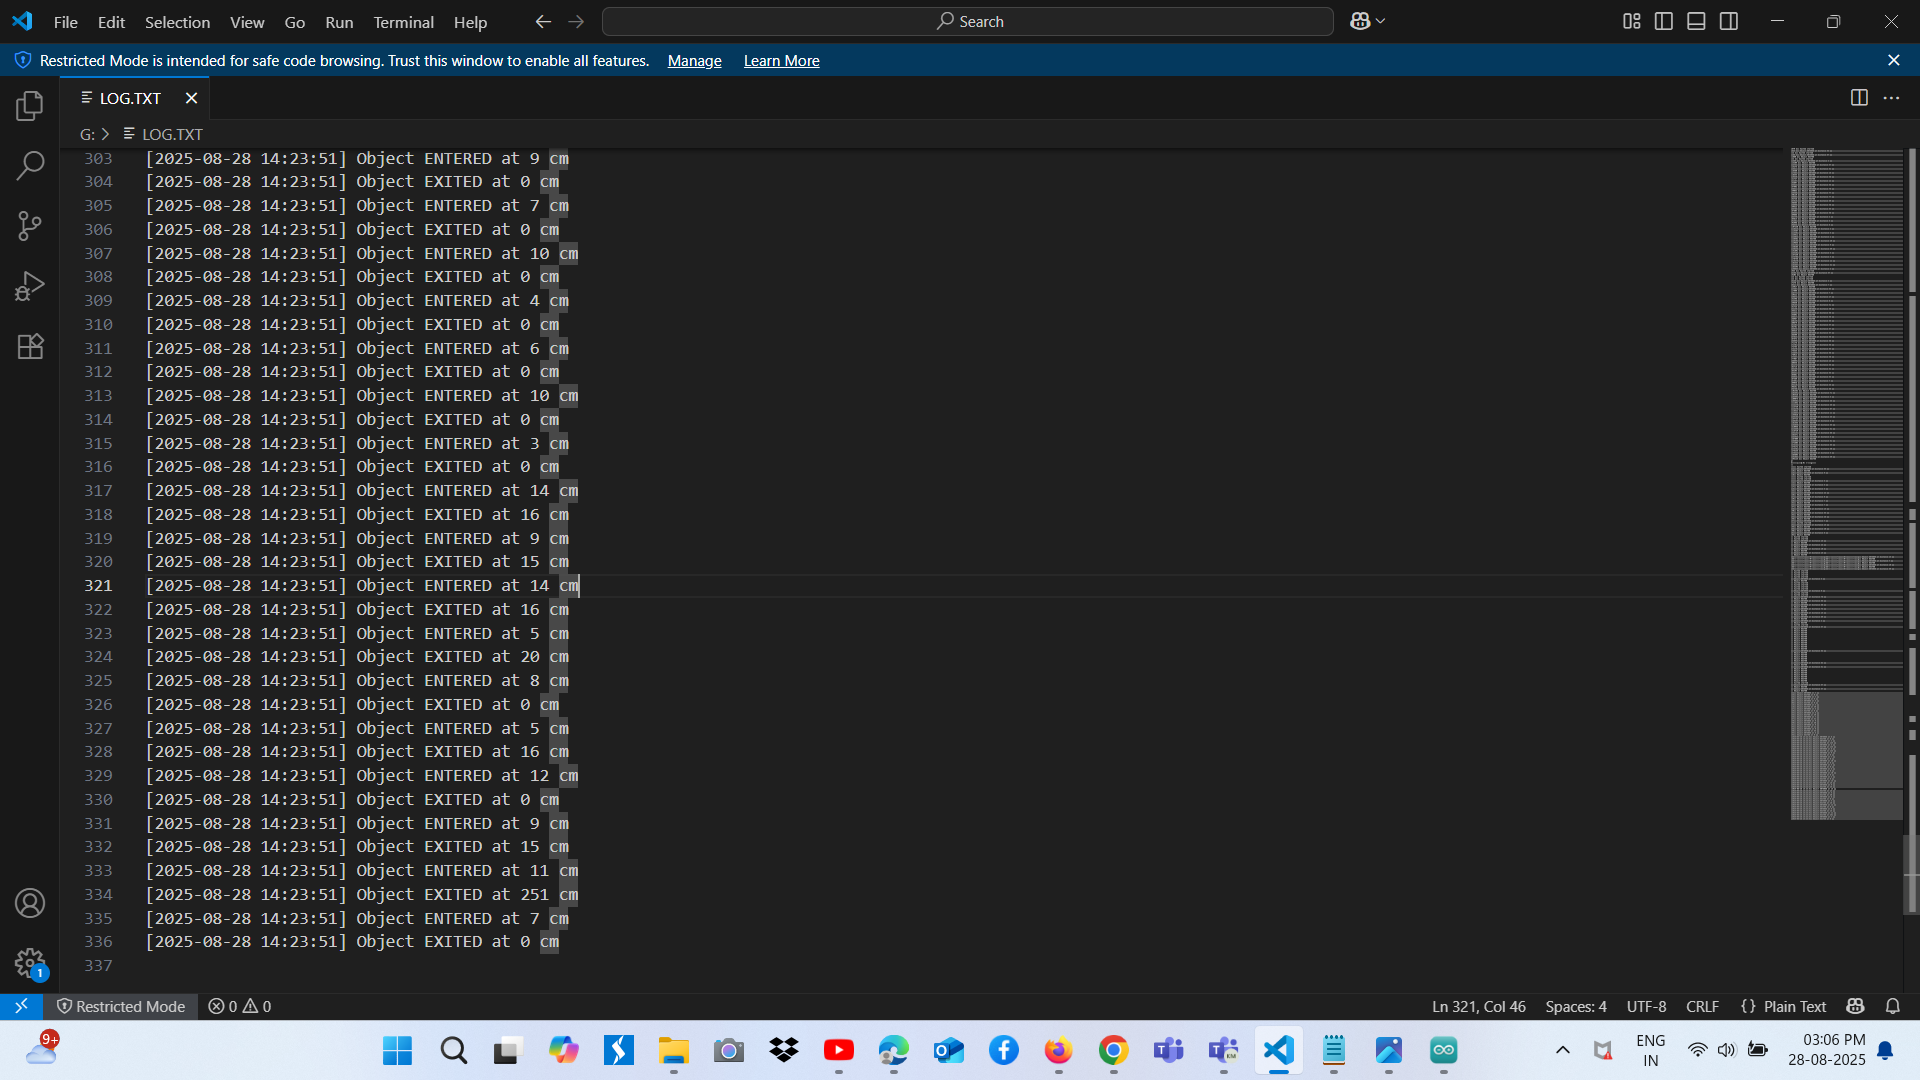 File Edit Selection View Go Run Terminal Help Search
Restricted Mode is intended for safe code browsing. Trust this window to enable all features. Manage Learn More
LOG.TXT
G: > LOG.TXT
303 [2025-08-28 14:23:51] Object ENTERED at 9 cm
304 [2025-08-28 14:23:51] Object EXITED at 0 cm
305 [2025-08-28 14:23:51] Object ENTERED at 7 cm
306 [2025-08-28 14:23:51] Object EXITED at 0 cm
307 [2025-08-28 14:23:51] Object ENTERED at 10 cm
308 [2025-08-28 14:23:51] Object EXITED at 0 cm
309 [2025-08-28 14:23:51] Object ENTERED at 4 cm
310 [2025-08-28 14:23:51] Object EXITED at 0 cm
311 [2025-08-28 14:23:51] Object ENTERED at 6 cm
312 [2025-08-28 14:23:51] Object EXITED at 0 cm
313 [2025-08-28 14:23:51] Object ENTERED at 10 cm
314 [2025-08-28 14:23:51] Object EXITED at 0 cm
315 [2025-08-28 14:23:51] Object ENTERED at 3 cm
316 [2025-08-28 14:23:51] Object EXITED at 0 cm
317 [2025-08-28 14:23:51] Object ENTERED at 14 cm
318 [2025-08-28 14:23:51] Object EXITED at 16 cm
319 [2025-08-28 14:23:51] Object ENTERED at 9 cm
320 [2025-08-28 14:23:51] Object EXITED at 15 cm
321 [2025-08-28 14:23:51] Object ENTERED at 14 cm
322 [2025-08-28 14:23:51] Object EXITED at 16 cm
323 [2025-08-28 14:23:51] Object ENTERED at 5 cm
324 [2025-08-28 14:23:51] Object EXITED at 20 cm
325 [2025-08-28 14:23:51] Object ENTERED at 8 cm
326 [2025-08-28 14:23:51] Object EXITED at 0 cm
327 [2025-08-28 14:23:51] Object ENTERED at 5 cm
328 [2025-08-28 14:23:51] Object EXITED at 16 cm
329 [2025-08-28 14:23:51] Object ENTERED at 12 cm
330 [2025-08-28 14:23:51] Object EXITED at 0 cm
331 [2025-08-28 14:23:51] Object ENTERED at 9 cm
332 [2025-08-28 14:23:51] Object EXITED at 15 cm
333 [2025-08-28 14:23:51] Object ENTERED at 11 cm
334 [2025-08-28 14:23:51] Object EXITED at 251 cm
335 [2025-08-28 14:23:51] Object ENTERED at 7 cm
336 [2025-08-28 14:23:51] Object EXITED at 0 cm
337
1
Restricted Mode 0 0 Ln 321, Col 46 Spaces: 4 UTF-8 CRLF {} Plain Text
9+ ENG 03:06 PM
IN 28-08-2025